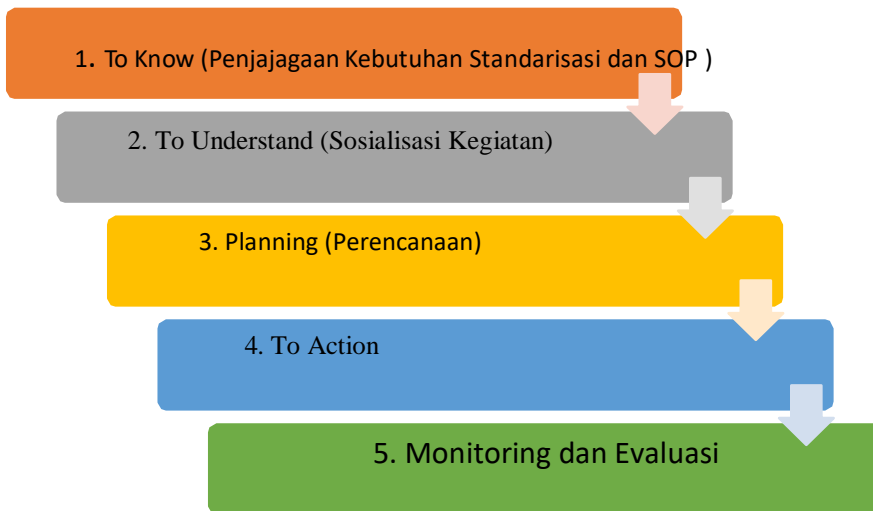 1. To Know (Penjajagaan Kebutuhan Standarisasi dan SOP )
2. To Understand (Sosialisasi Kegiatan)
3. Planning (Perencanaan)
4. To Action
5. Monitoring dan Evaluasi